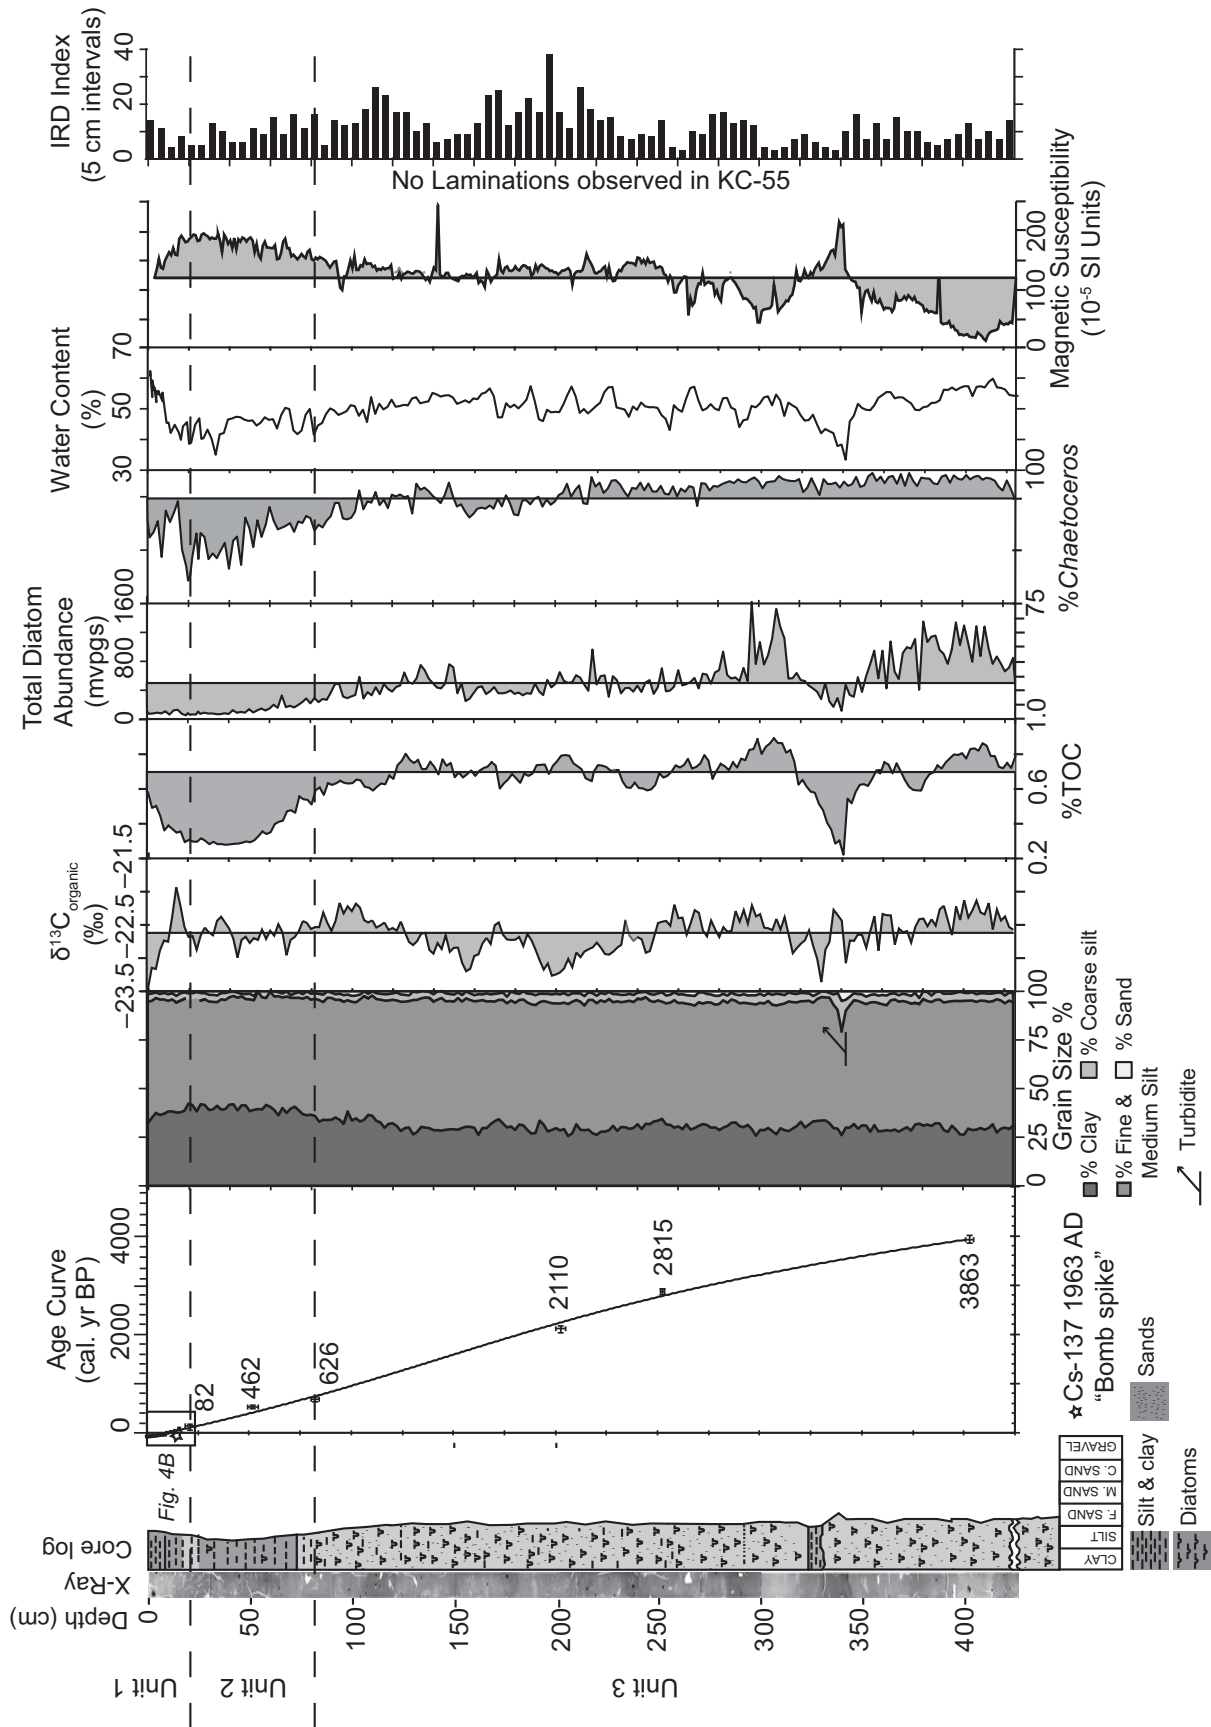 IRD Index
(5 cm intervals)
0
20
40
No Laminations observed in KC-55
0
100
200
Magnetic Susceptibility
(10-5 SI Units)
Water Content
(%)
30
50
70
100
75
%Chaetoceros
Total Diatom
Abundance
(mvpgs)
0
800
1600
1.0
0.6
0.2
%TOC
δ13Corganic
(‰)
−23.5
−22.5
−21.5
0
25
50
75
100
Grain Size %
% Clay
% Coarse silt
% Fine &
Medium Silt
% Sand
Turbidite
Age Curve
(cal. yr BP)
0
2000
4000
82
462
626
2110
2815
3863
Cs-137 1963 AD
“Bomb spike”
Fig. 4B
Core log
X-Ray
Depth (cm)
0
50
100
150
200
250
300
350
400
Unit 1
Unit 2
Unit 3
CLAY
SILT
F. SAND
M. SAND
C. SAND
GRAVEL
Silt & clay
Sands
Diatoms